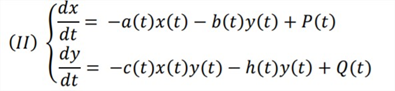 (II) { dx/dt = −a(t)x(t) − b(t)y(t) + P(t)
dy/dt = −c(t)x(t)y(t) − h(t)y(t) + Q(t)